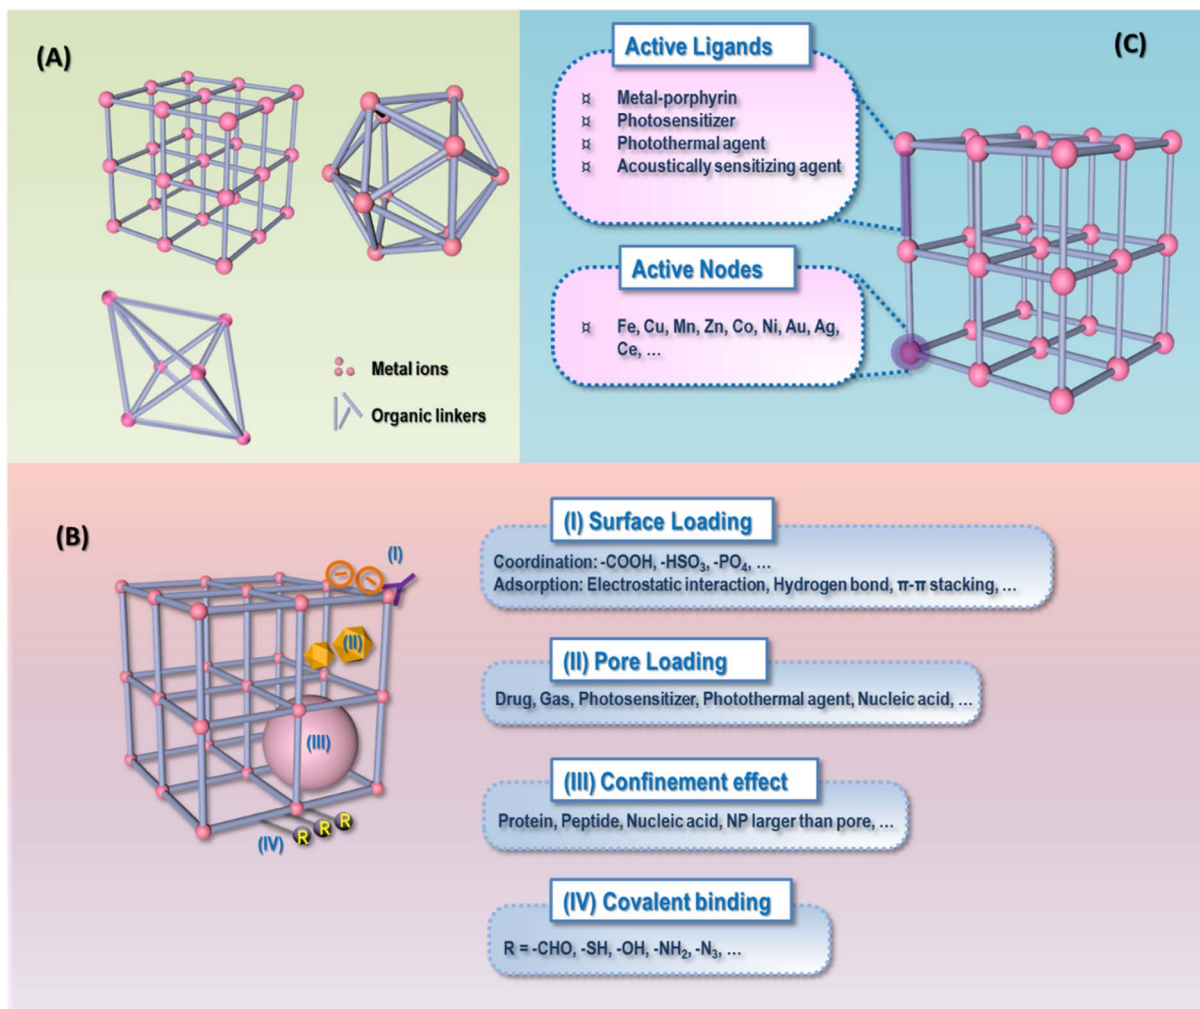 (A)
Metal ions
Organic linkers
(C)
Active Ligands
¤ Metal-porphyrin
¤ Photosensitizer
¤ Photothermal agent
¤ Acoustically sensitizing agent
Active Nodes
¤ Fe, Cu, Mn, Zn, Co, Ni, Au, Ag,
Ce, ...
(B)
(I)
(II)
(III)
(IV)
R R R
(I) Surface Loading
Coordination: -COOH, -HSO₃, -PO₄, ...
Adsorption: Electrostatic interaction, Hydrogen bond, π-π stacking, ...
(II) Pore Loading
Drug, Gas, Photosensitizer, Photothermal agent, Nucleic acid, ...
(III) Confinement effect
Protein, Peptide, Nucleic acid, NP larger than pore, ...
(IV) Covalent binding
R = -CHO, -SH, -OH, -NH₂, -N₃, ...